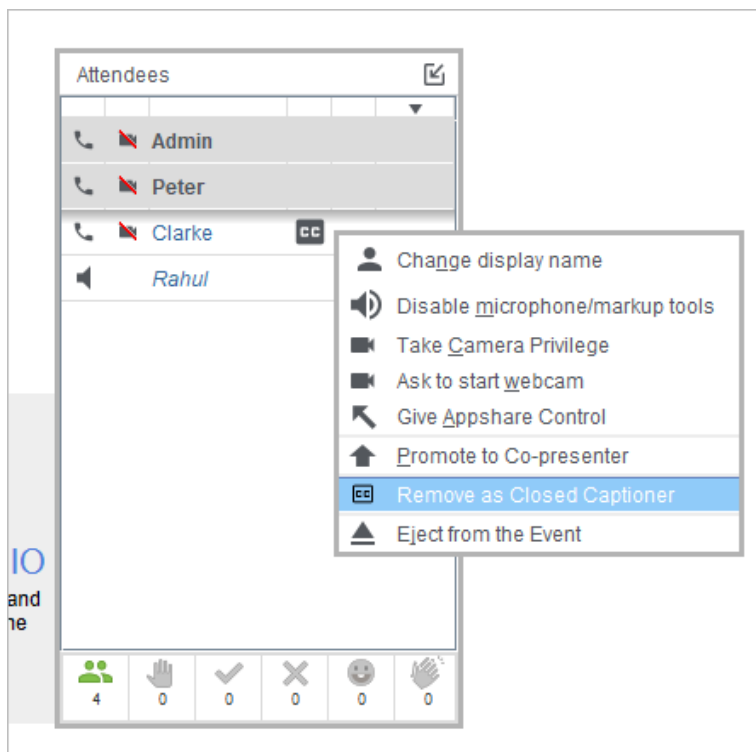 Attendees
Admin
Peter
Clarke CC
Rahul
Change display name
Disable microphone/markup tools
Take Camera Privilege
Ask to start webcam
Give Appshare Control
Promote to Co-presenter
CC Remove as Closed Captioner
Eject from the Event
IO
and
ne
4 0 0 0 0 0